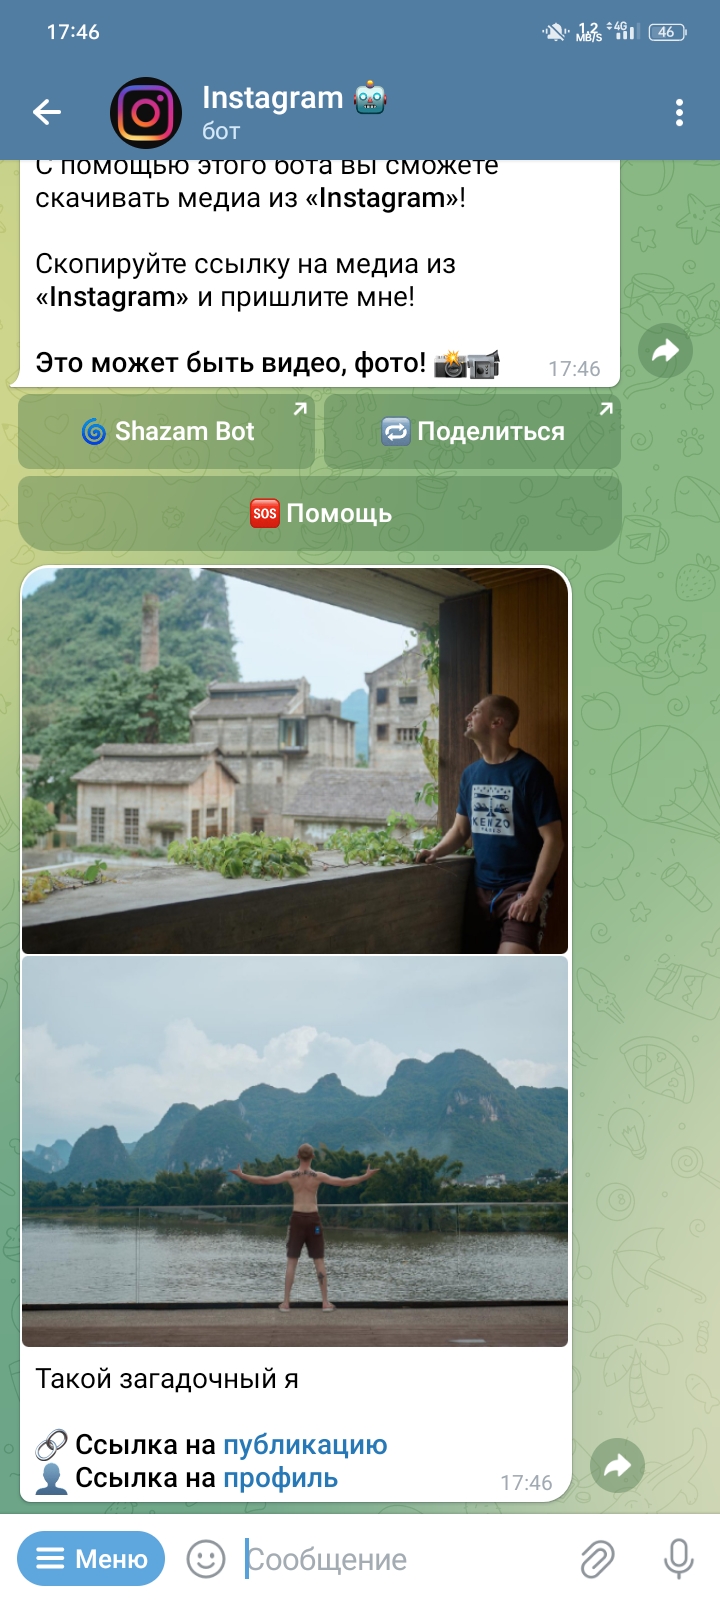 17:46
1,2
MB/S
4G
46
Instagram
бот
С помощью этого бота вы сможете
скачивать медиа из «Instagram»!
Скопируйте ссылку на медиа из
«Instagram» и пришлите мне!
Это может быть видео, фото!
17:46
Shazam Bot
Поделиться
SOS Помощь
KENZO
Такой загадочный я
Ссылка на публикацию
Ссылка на профиль
17:46
Меню
Сообщение